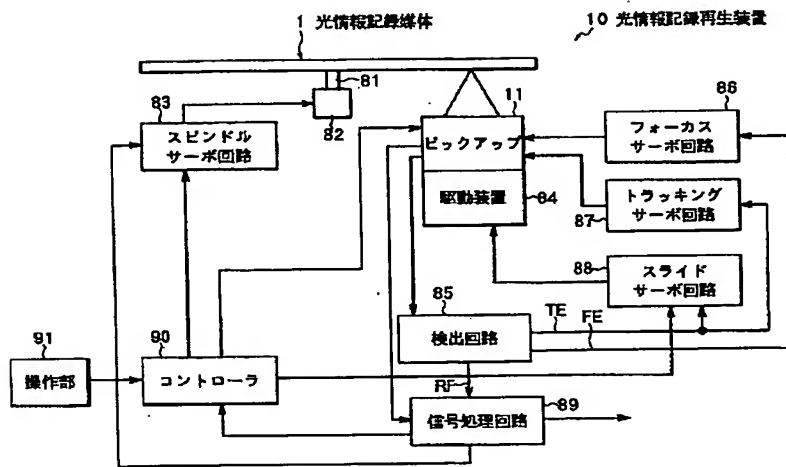 1 光情報記録媒体
10 光情報記録再生装置
81
82
83
スピンドル
サーボ回路
11
ピックアップ
駆動装置
84
86
フォーカス
サーボ回路
トラッキング
サーボ回路
87
88
スライド
サーボ回路
85
検出回路
TE
FE
RF
91
操作部
90
コントローラ
信号処理回路
89